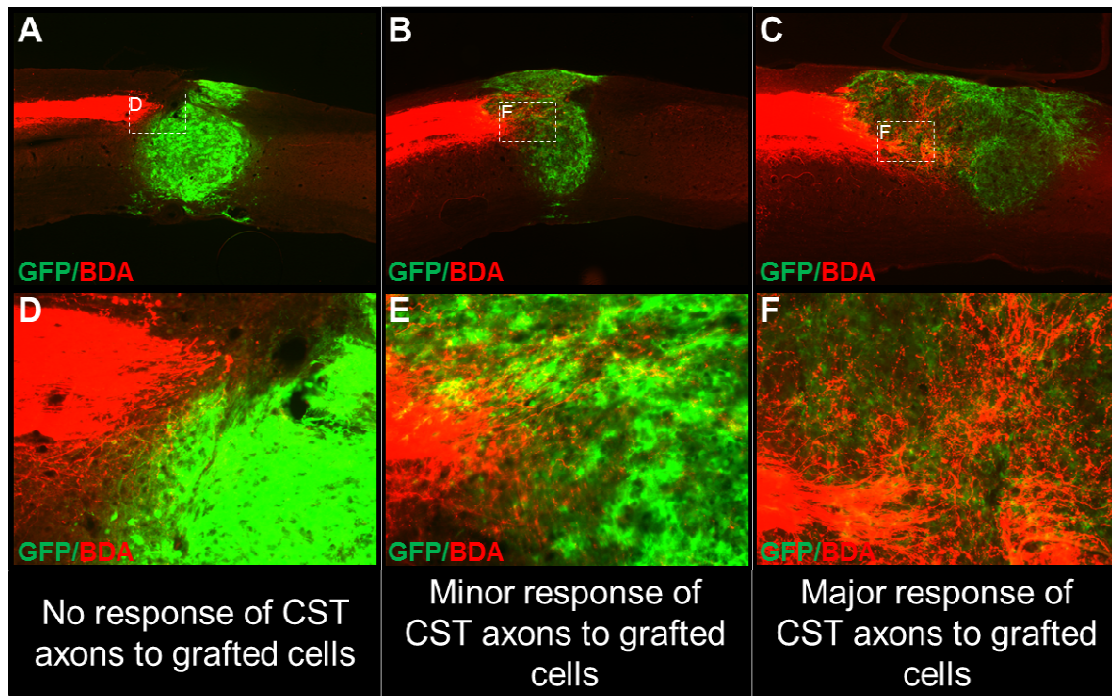 A
B
C
D
F
F
GFP/BDA
GFP/BDA
GFP/BDA
D
E
F
GFP/BDA
GFP/BDA
GFP/BDA
No response of CST
axons to grafted cells
Minor response of
CST axons to grafted
cells
Major response of
CST axons to grafted
cells